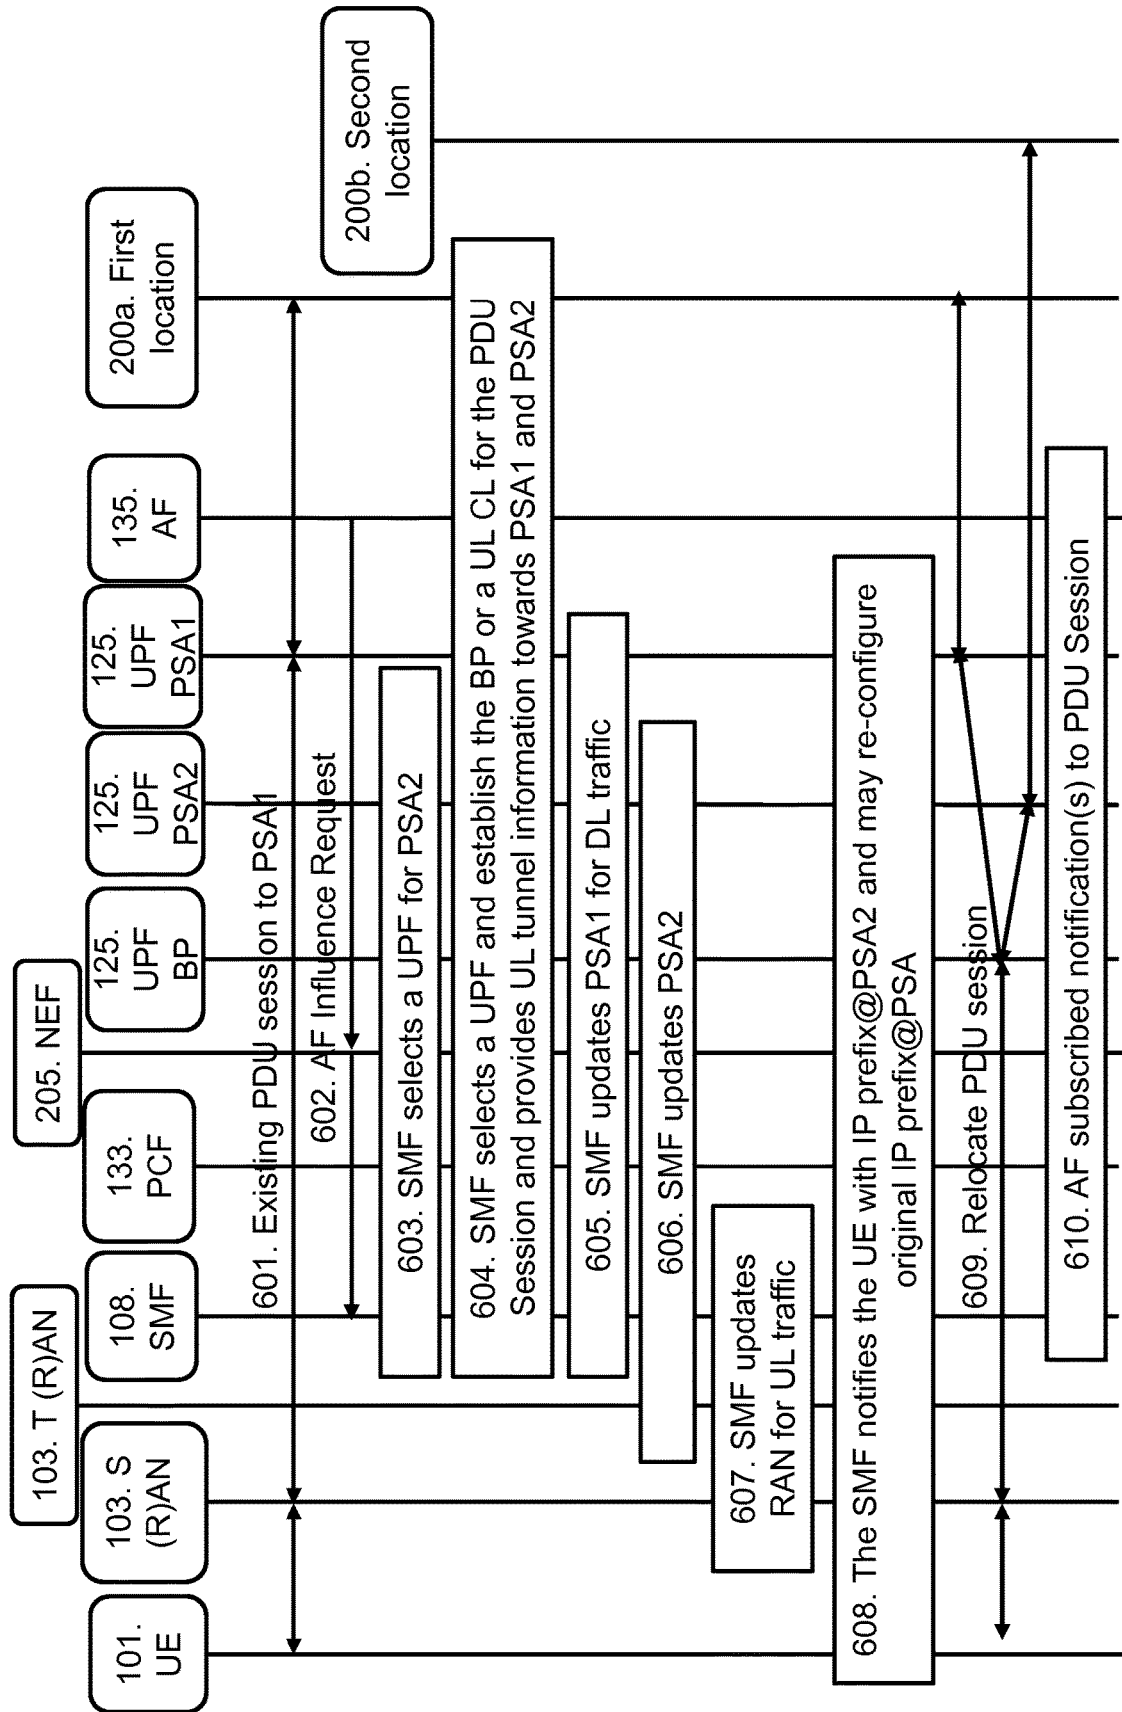 101.
UE
103. S
(R)AN
103. T (R)AN
108.
SMF
133.
PCF
205. NEF
125.
UPF
BP
125.
UPF
PSA2
125.
UPF
PSA1
135.
AF
200a. First
location
200b. Second
location
601. Existing PDU session to PSA1
602. AF Influence Request
603. SMF selects a UPF for PSA2
604. SMF selects a UPF and establish the BP or a UL CL for the PDU
Session and provides UL tunnel information towards PSA1 and PSA2
605. SMF updates PSA1 for DL traffic
606. SMF updates PSA2
607. SMF updates
RAN for UL traffic
608. The SMF notifies the UE with IP prefix@PSA2 and may re-configure
original IP prefix@PSA
609. Relocate PDU session
610. AF subscribed notification(s) to PDU Session